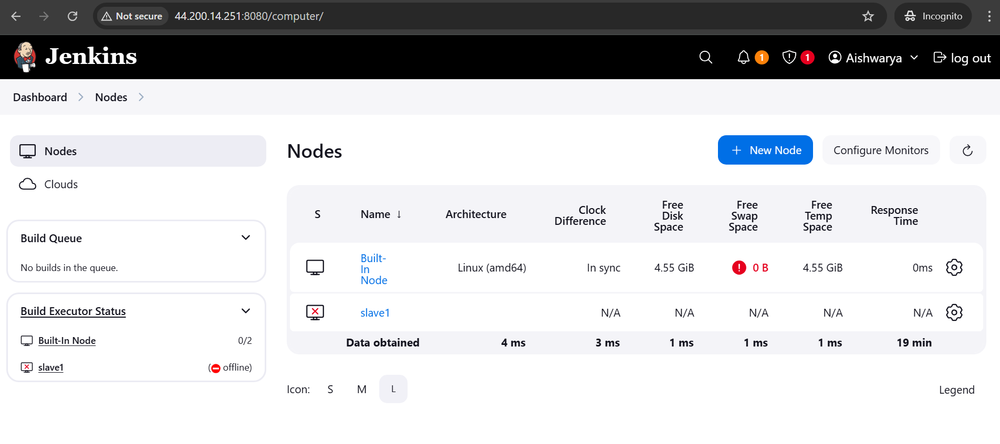 Not secure 44.200.14.251:8080/computer/ Incognito
Jenkins 1 1 Aishwarya log out
Dashboard Nodes
Nodes
Clouds
Build Queue
No builds in the queue.
Build Executor Status
Built-In Node 0/2
slave1 (offline)
Nodes
+ New Node Configure Monitors
S Name ↓ Architecture Clock Difference Free Disk Space Free Swap Space Free Temp Space Response Time
Built-In Node Linux (amd64) In sync 4.55 GiB ! 0 B 4.55 GiB 0ms
slave1 N/A N/A N/A N/A N/A
Data obtained 4 ms 3 ms 1 ms 1 ms 1 ms 19 min
Icon: S M L Legend